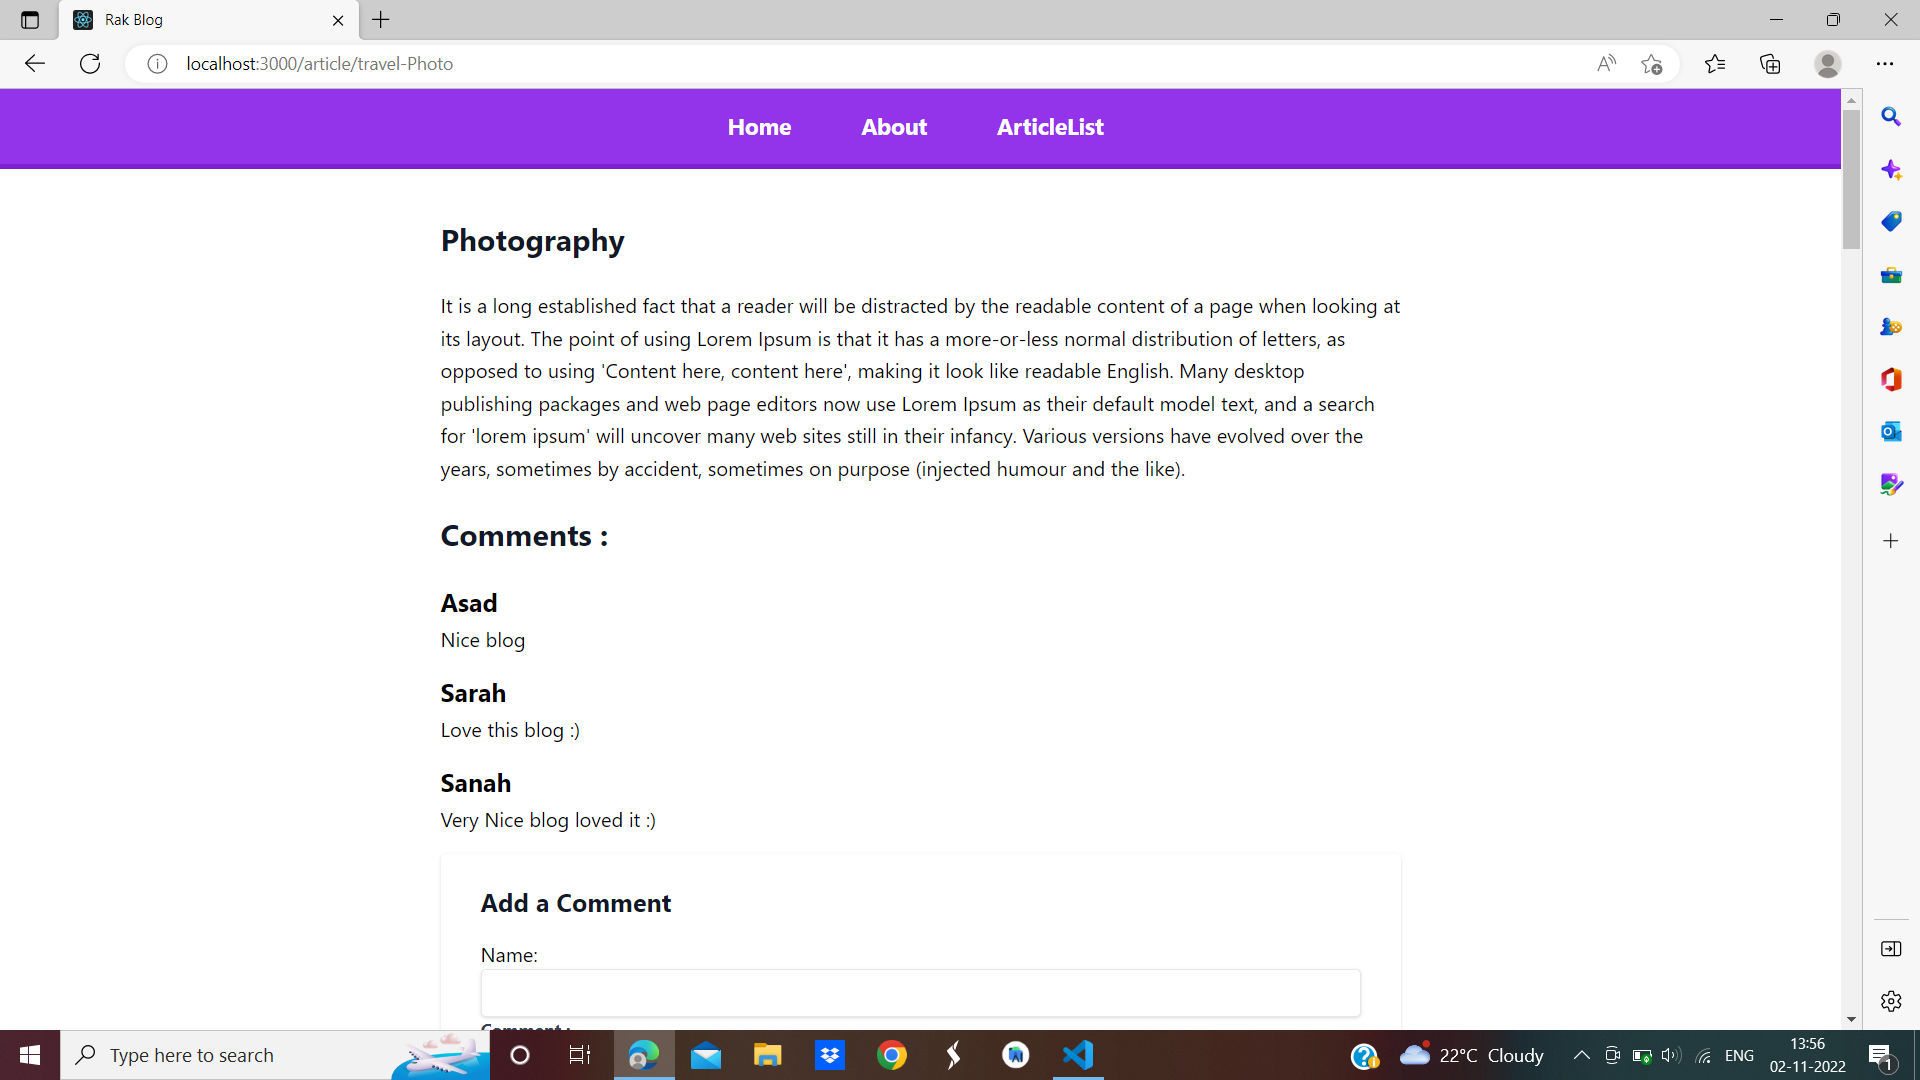 Rak Blog
localhost:3000/article/travel-Photo
Home About ArticleList
Photography
It is a long established fact that a reader will be distracted by the readable content of a page when looking at
its layout. The point of using Lorem Ipsum is that it has a more-or-less normal distribution of letters, as
opposed to using 'Content here, content here', making it look like readable English. Many desktop
publishing packages and web page editors now use Lorem Ipsum as their default model text, and a search
for 'lorem ipsum' will uncover many web sites still in their infancy. Various versions have evolved over the
years, sometimes by accident, sometimes on purpose (injected humour and the like).
Comments :
Asad
Nice blog
Sarah
Love this blog :)
Sanah
Very Nice blog loved it :)
Add a Comment
Name:
Comment :
Type here to search
22°C Cloudy
ENG
13:56
02-11-2022
1